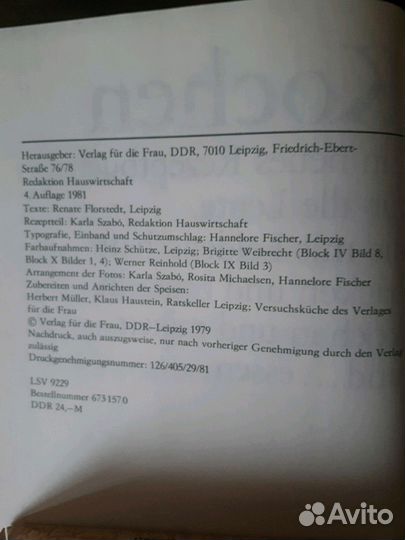 Kochen
Herausgeber: Verlag für die Frau, DDR, 7010 Leipzig, Friedrich-Ebert-
Straße 76/78
Redaktion Hauswirtschaft
4. Auflage 1981
Texte: Renate Florstedt, Leipzig
Rezeptteil: Karla Szabó, Redaktion Hauswirtschaft
Typografie, Einband und Schutzumschlag: Hannelore Fischer, Leipzig
Farbaufnahmen: Heinz Schütze, Leipzig; Brigitte Weibrecht (Block IV Bild 8,
Block X Bilder 1, 4); Werner Reinhold (Block IX Bild 3)
Arrangement der Fotos: Karla Szabó, Rosita Michaelsen, Hannelore Fischer
Zubereiten und Anrichten der Speisen:
Herbert Müller, Klaus Haustein, Ratskeller Leipzig; Versuchsküche des Verlages
für die Frau
© Verlag für die Frau, DDR–Leipzig 1979
Nachdruck, auch auszugsweise, nur nach vorheriger Genehmigung durch den Verlag
zulässig
Druckgenehmigungsnummer: 126/405/29/81
LSV 9229
Bestellnummer 673 157 0
DDR 24,–M
Avito